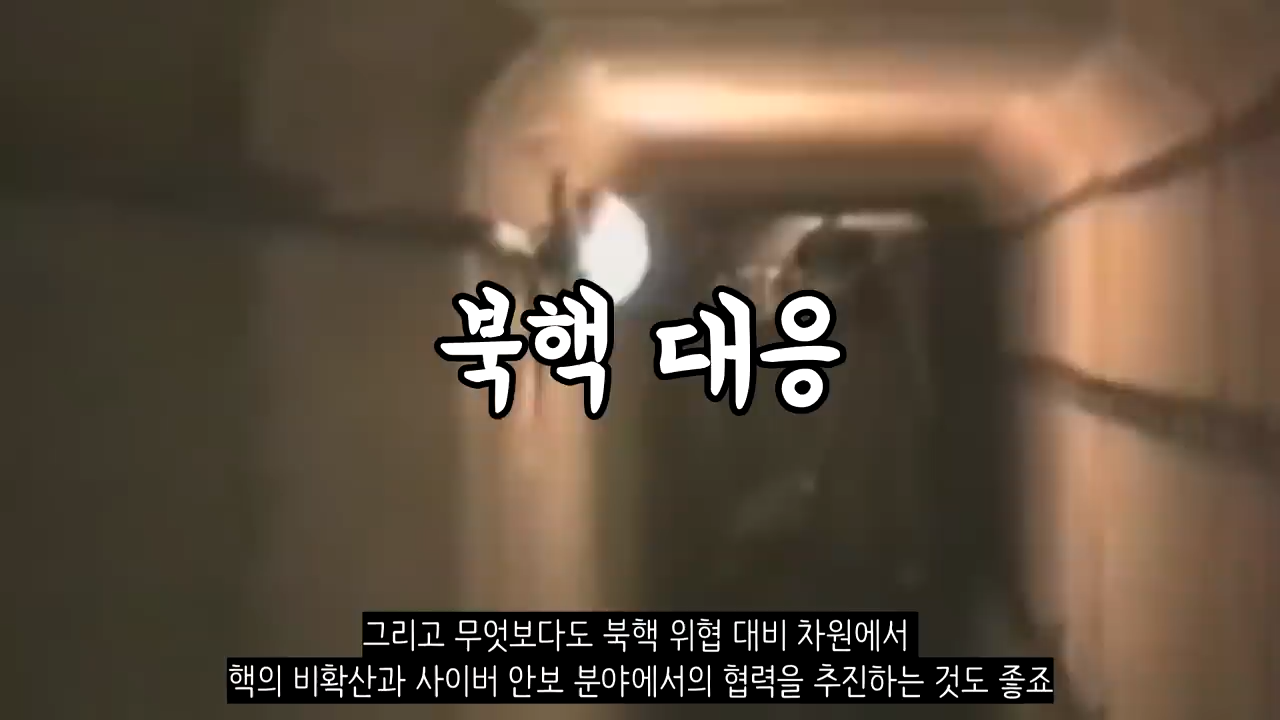 북핵 대응
그리고 무엇보다도 북핵 위협 대비 차원에서
핵의 비확산과 사이버 안보 분야에서의 협력을 추진하는 것도 좋죠